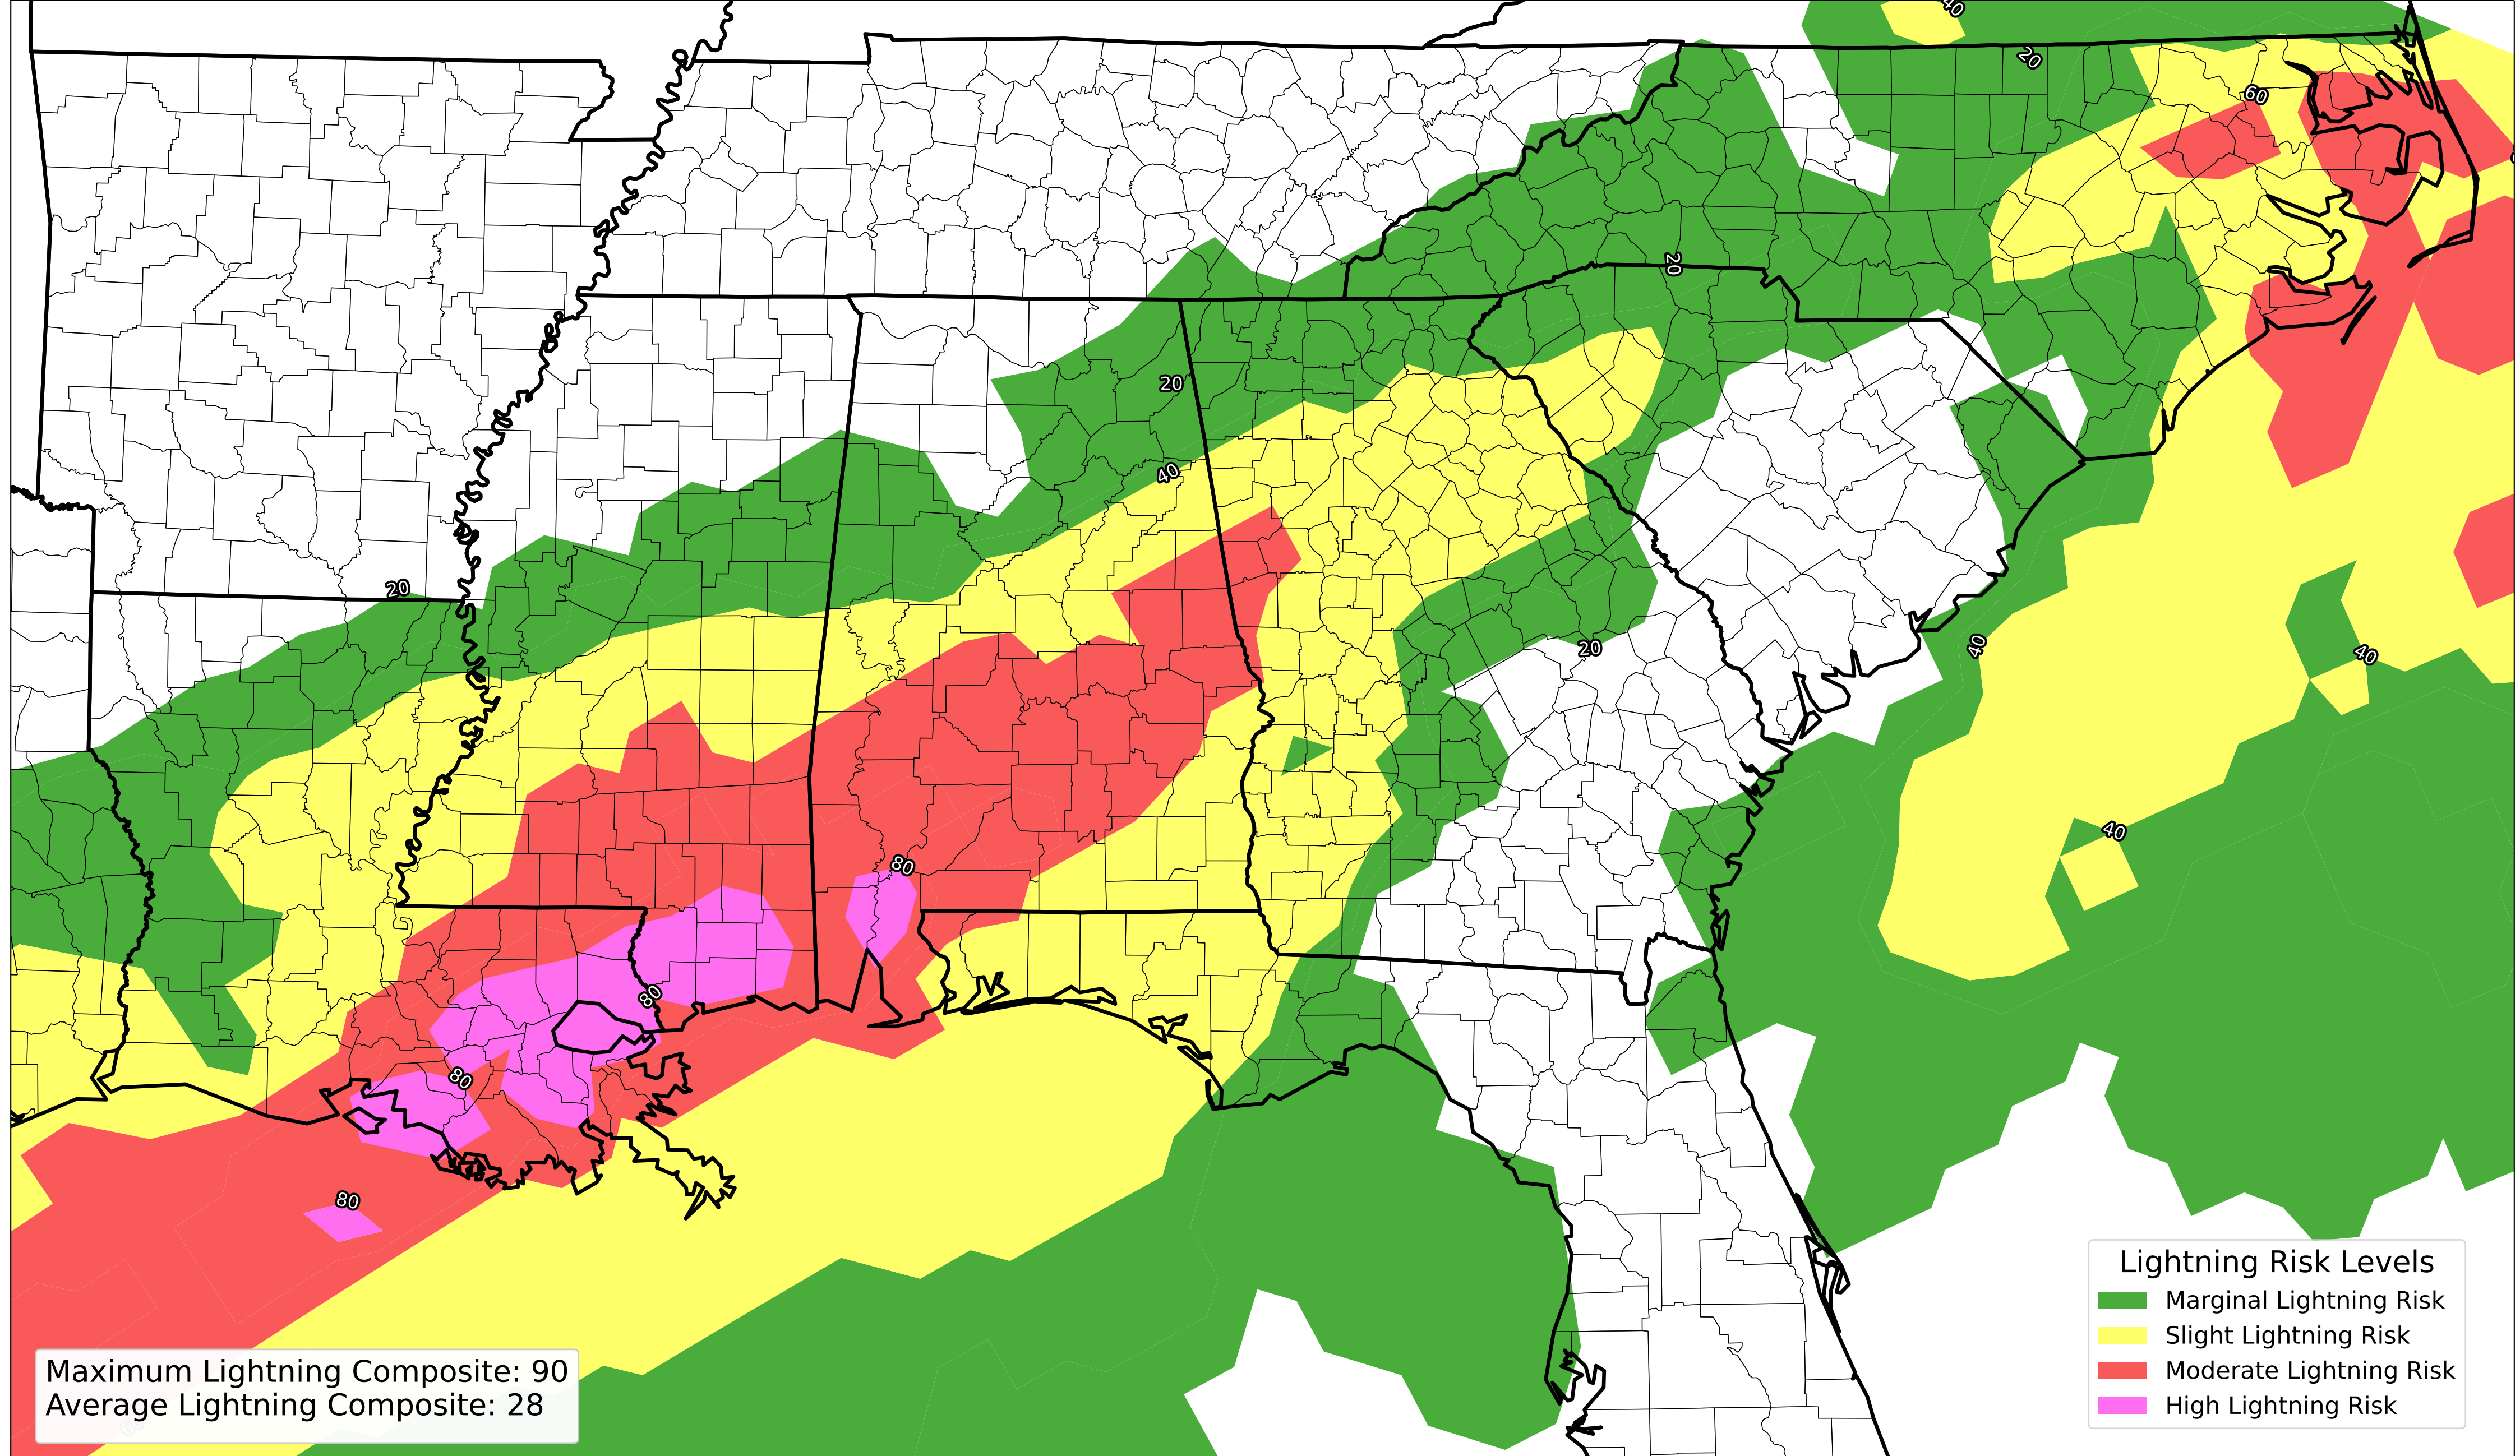 40
20
60
20
20
40
20
20
40
40
40
80
80
80
80
Lightning Risk Levels
Marginal Lightning Risk
Slight Lightning Risk
Moderate Lightning Risk
High Lightning Risk
Maximum Lightning Composite: 90
Average Lightning Composite: 28